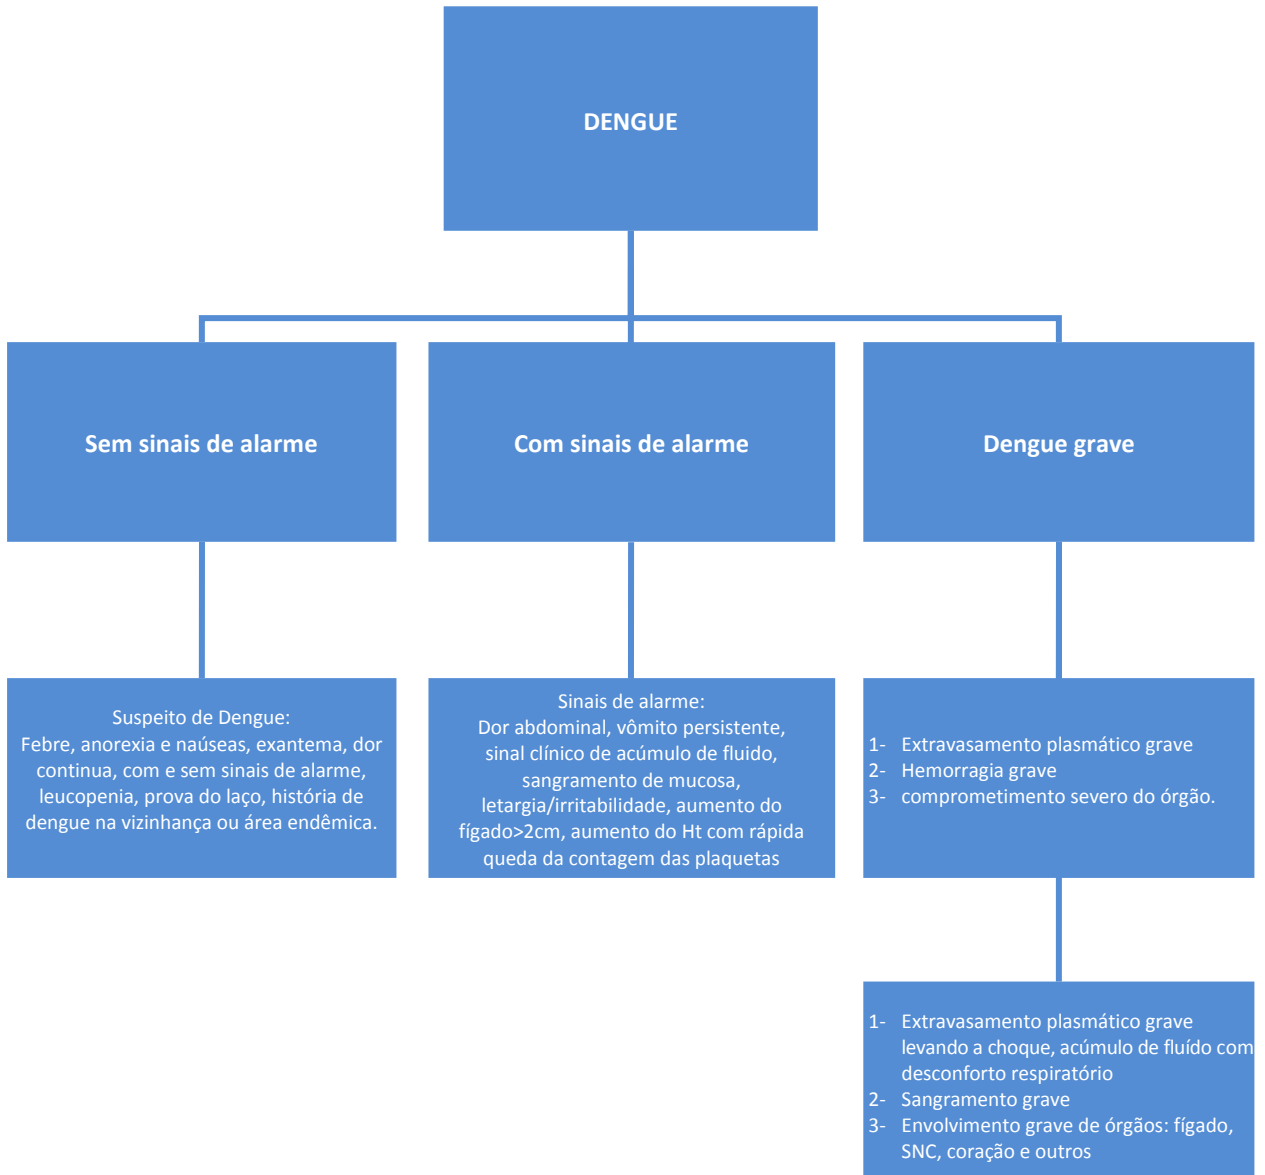 DENGUE
Sem sinais de alarme
Com sinais de alarme
Dengue grave
Suspeito de Dengue:
Febre, anorexia e naúseas, exantema, dor
continua, com e sem sinais de alarme,
leucopenia, prova do laço, história de
dengue na vizinhança ou área endêmica.
Sinais de alarme:
Dor abdominal, vômito persistente,
sinal clínico de acúmulo de fluido,
sangramento de mucosa,
letargia/irritabilidade, aumento do
fígado>2cm, aumento do Ht com rápida
queda da contagem das plaquetas
1- Extravasamento plasmático grave
2- Hemorragia grave
3- comprometimento severo do órgão.
1- Extravasamento plasmático grave
levando a choque, acúmulo de fluído com
desconforto respiratório
2- Sangramento grave
3- Envolvimento grave de órgãos: fígado,
SNC, coração e outros